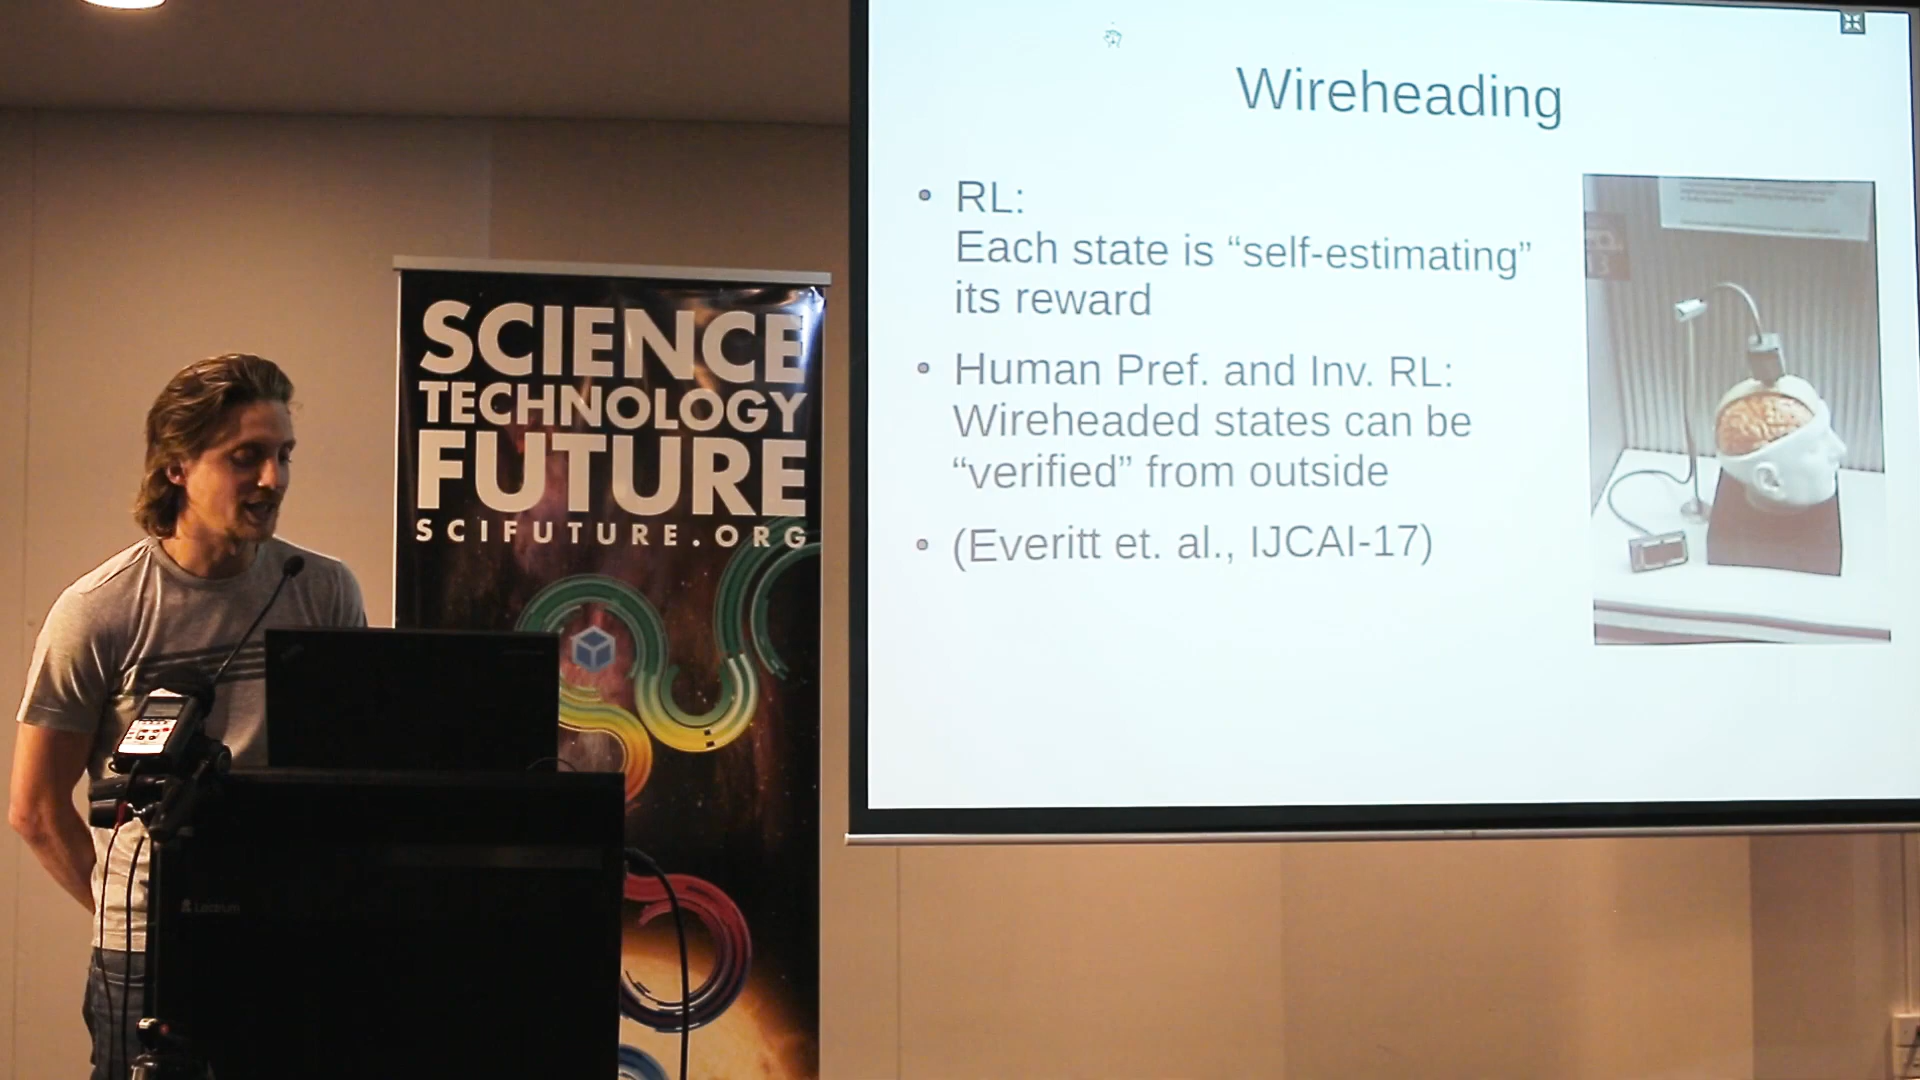 SCIENCE
TECHNOLOGY
FUTURE
SCIFUTURE.ORG
Wireheading
• RL:
Each state is “self-estimating”
its reward
• Human Pref. and Inv. RL:
Wireheaded states can be
“verified” from outside
• (Everitt et. al., IJCAI-17)